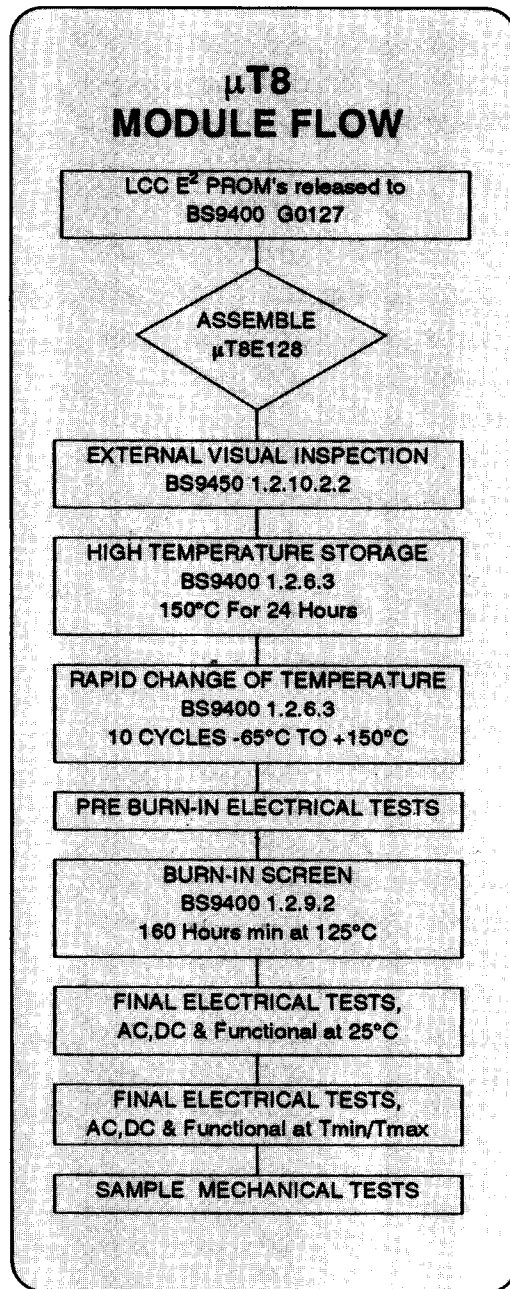 μT8
MODULE FLOW
LCC E² PROM's released to
BS9400 G0127
ASSEMBLE
μT8E128
EXTERNAL VISUAL INSPECTION
BS9450 1.2.10.2.2
HIGH TEMPERATURE STORAGE
BS9400 1.2.6.3
150°C For 24 Hours
RAPID CHANGE OF TEMPERATURE
BS9400 1.2.6.3
10 CYCLES -65°C TO +150°C
PRE BURN-IN ELECTRICAL TESTS
BURN-IN SCREEN
BS9400 1.2.9.2
160 Hours min at 125°C
FINAL ELECTRICAL TESTS,
AC,DC & Functional at 25°C
FINAL ELECTRICAL TESTS,
AC,DC & Functional at Tmin/Tmax
SAMPLE MECHANICAL TESTS